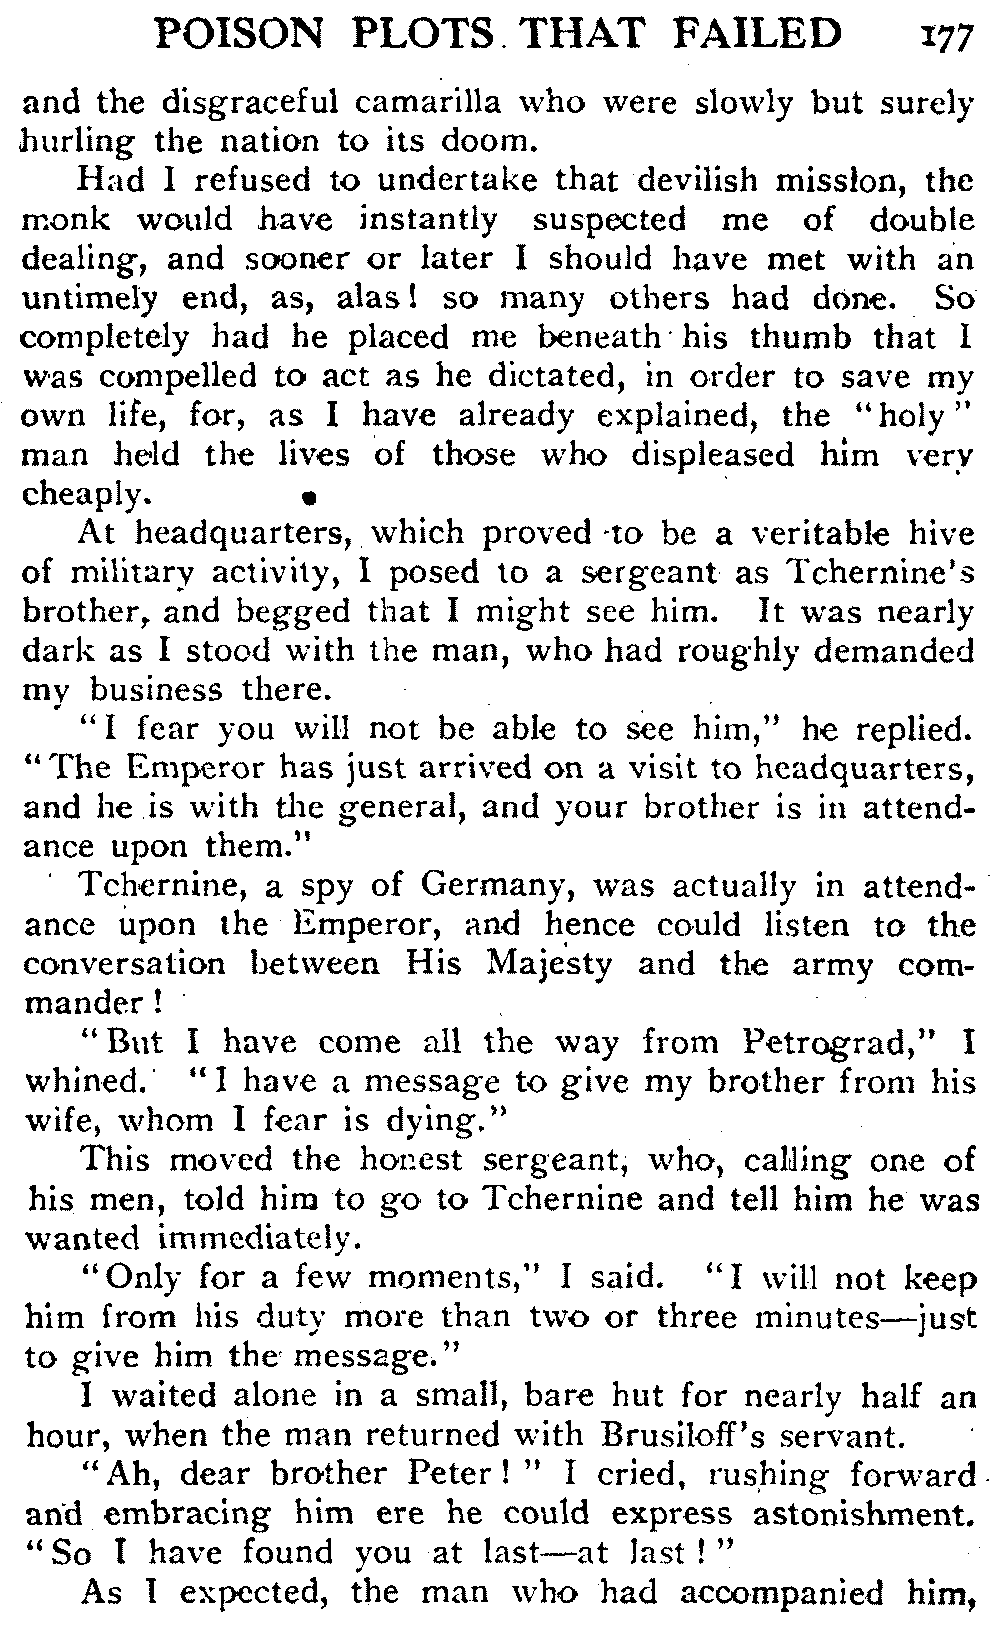 POISON PLOTS THAT FAILED 177
and the disgraceful camarilla who were slowly but surely
hurling the nation to its doom.
Had I refused to undertake that devilish mission, the
monk would have instantly suspected me of double
dealing, and sooner or later I should have met with an
untimely end, as, alas! so many others had done. So
completely had he placed me beneath his thumb that I
was compelled to act as he dictated, in order to save my
own life, for, as I have already explained, the "holy"
man held the lives of those who displeased him very
cheaply.
At headquarters, which proved to be a veritable hive
of military activity, I posed to a sergeant as Tchernine's
brother, and begged that I might see him. It was nearly
dark as I stood with the man, who had roughly demanded
my business there.
"I fear you will not be able to see him," he replied.
"The Emperor has just arrived on a visit to headquarters,
and he is with the general, and your brother is in attend-
ance upon them."
Tchernine, a spy of Germany, was actually in attend-
ance upon the Emperor, and hence could listen to the
conversation between His Majesty and the army com-
mander!
"But I have come all the way from Petrograd," I
whined. "I have a message to give my brother from his
wife, whom I fear is dying."
This moved the honest sergeant, who, calling one of
his men, told him to go to Tchernine and tell him he was
wanted immediately.
"Only for a few moments," I said. "I will not keep
him from his duty more than two or three minutes—just
to give him the message."
I waited alone in a small, bare hut for nearly half an
hour, when the man returned with Brusiloff's servant.
"Ah, dear brother Peter!" I cried, rushing forward
and embracing him ere he could express astonishment.
"So I have found you at last—at last!"
As I expected, the man who had accompanied him,